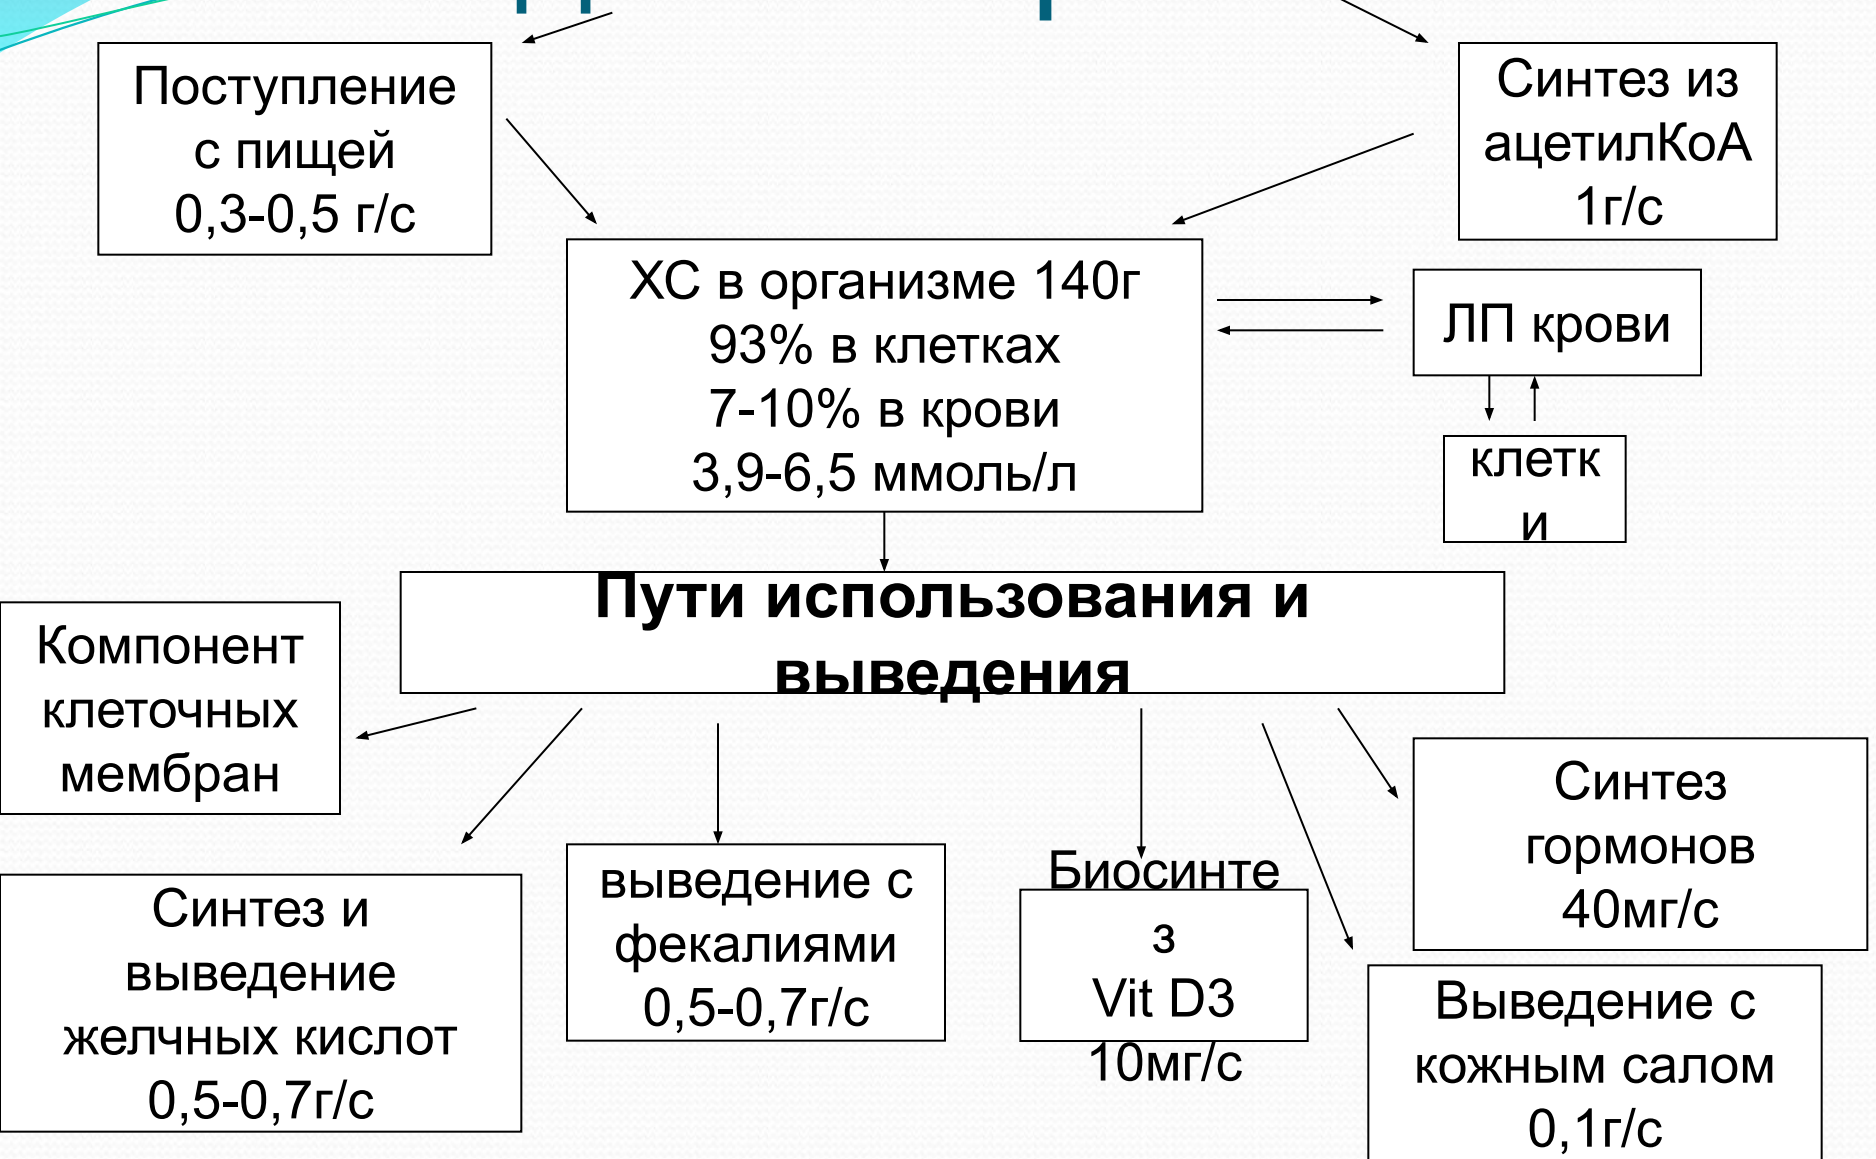 Поступление
с пищей
0,3-0,5 г/с
Синтез из
ацетилКоА
1г/с
ХС в организме 140г
93% в клетках
7-10% в крови
3,9-6,5 ммоль/л
ЛП крови
клетк
и
Пути использования и
выведения
Компонент
клеточных
мембран
Синтез и
выведение
желчных кислот
0,5-0,7г/с
выведение с
фекалиями
0,5-0,7г/с
Биосинте
з
Vit D3
10мг/с
Синтез
гормонов
40мг/с
Выведение с
кожным салом
0,1г/с